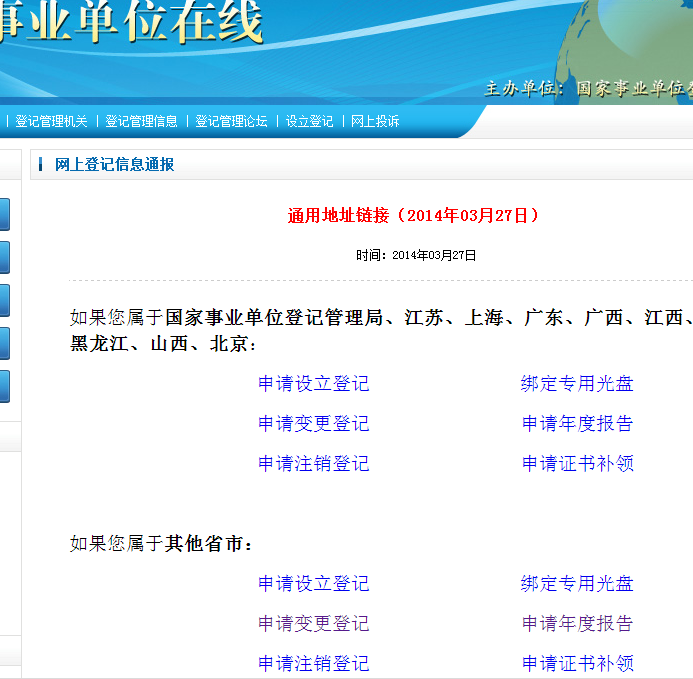 事业单位在线
主办单位：国家事业单位登
登记管理机关 | 登记管理信息 | 登记管理论坛 | 设立登记 | 网上投诉
网上登记信息通报
通用地址链接（2014年03月27日）
时间：2014年03月27日
如果您属于国家事业单位登记管理局、江苏、上海、广东、广西、江西、
黑龙江、山西、北京：
申请设立登记 绑定专用光盘
申请变更登记 申请年度报告
申请注销登记 申请证书补领
如果您属于其他省市：
申请设立登记 绑定专用光盘
申请变更登记 申请年度报告
申请注销登记 申请证书补领